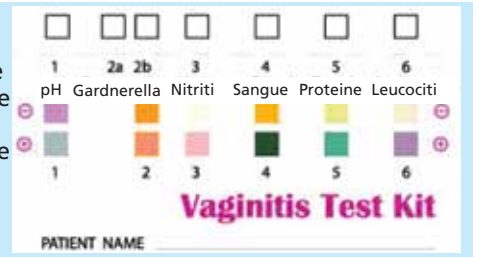 e
1 2a 2b 3 4 5 6
pH Gardnerella Nitriti Sangue Proteine Leucociti
e
e
1 2 3 4 5 6
Vaginitis Test Kit
PATIENT NAME